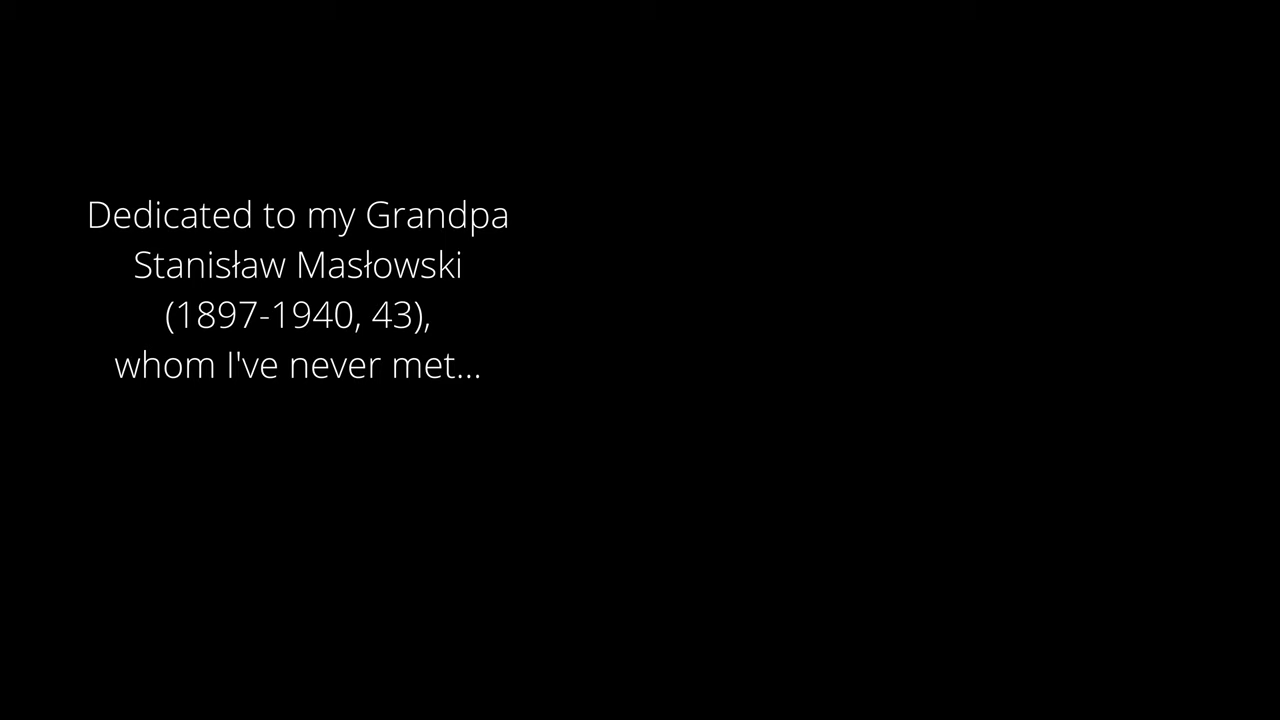 Dedicated to my Grandpa
Stanisław Masłowski
(1897-1940, 43),
whom I've never met...